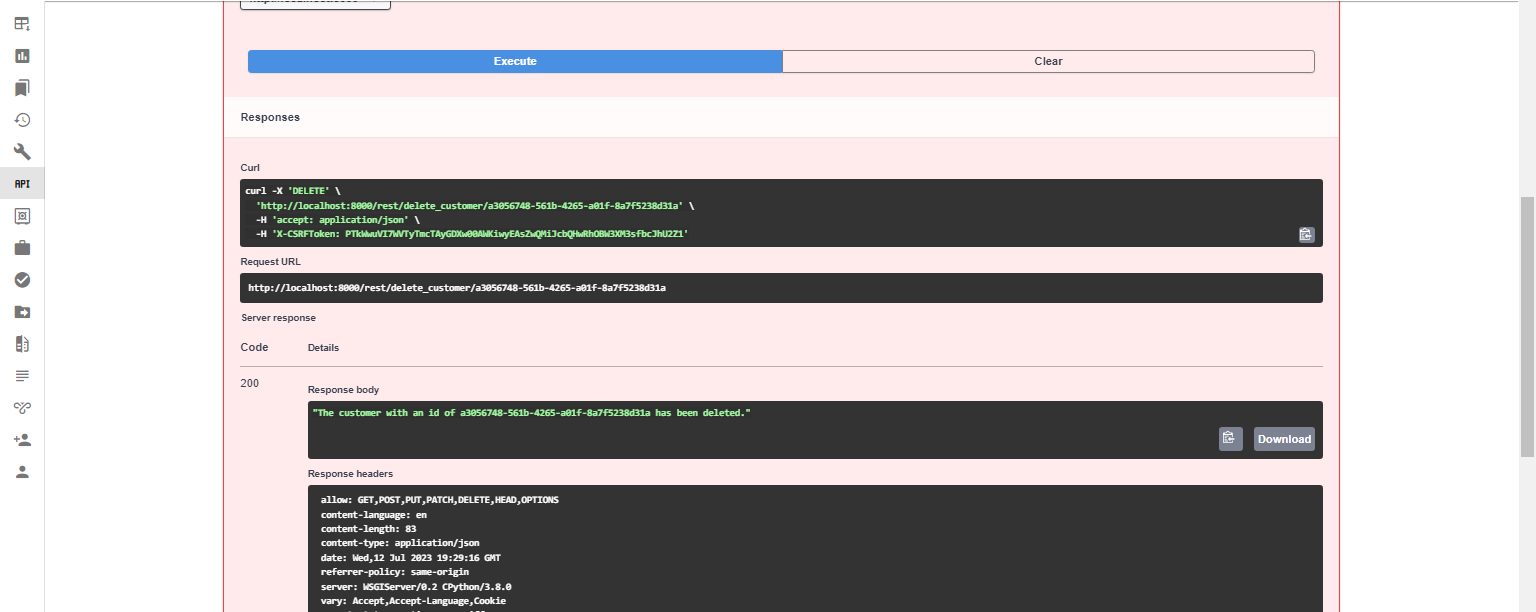 Execute
Clear
Responses
API
Curl
curl -X 'DELETE' \
'http://localhost:8000/rest/delete_customer/a3056748-561b-4265-a01f-8a7f5238d31a' \
-H 'accept: application/json' \
-H 'X-CSRFToken: PTkWwuVI7WVTyTmcTAyGDXw00AWKiwyEAsZwQMiJcbQHwRhOBW3XM3sfbcJhU2Z1'
Request URL
http://localhost:8000/rest/delete_customer/a3056748-561b-4265-a01f-8a7f5238d31a
Server response
Code Details
200
Response body
"The customer with an id of a3056748-561b-4265-a01f-8a7f5238d31a has been deleted."
Download
Response headers
allow: GET,POST,PUT,PATCH,DELETE,HEAD,OPTIONS
content-language: en
content-length: 83
content-type: application/json
date: Wed,12 Jul 2023 19:29:16 GMT
referrer-policy: same-origin
server: WSGIServer/0.2 CPython/3.8.0
vary: Accept,Accept-Language,Cookie